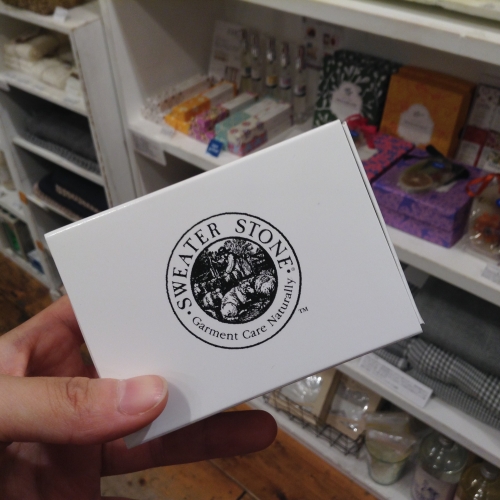 SWEATER STONE®
Garment Care Naturally
TM